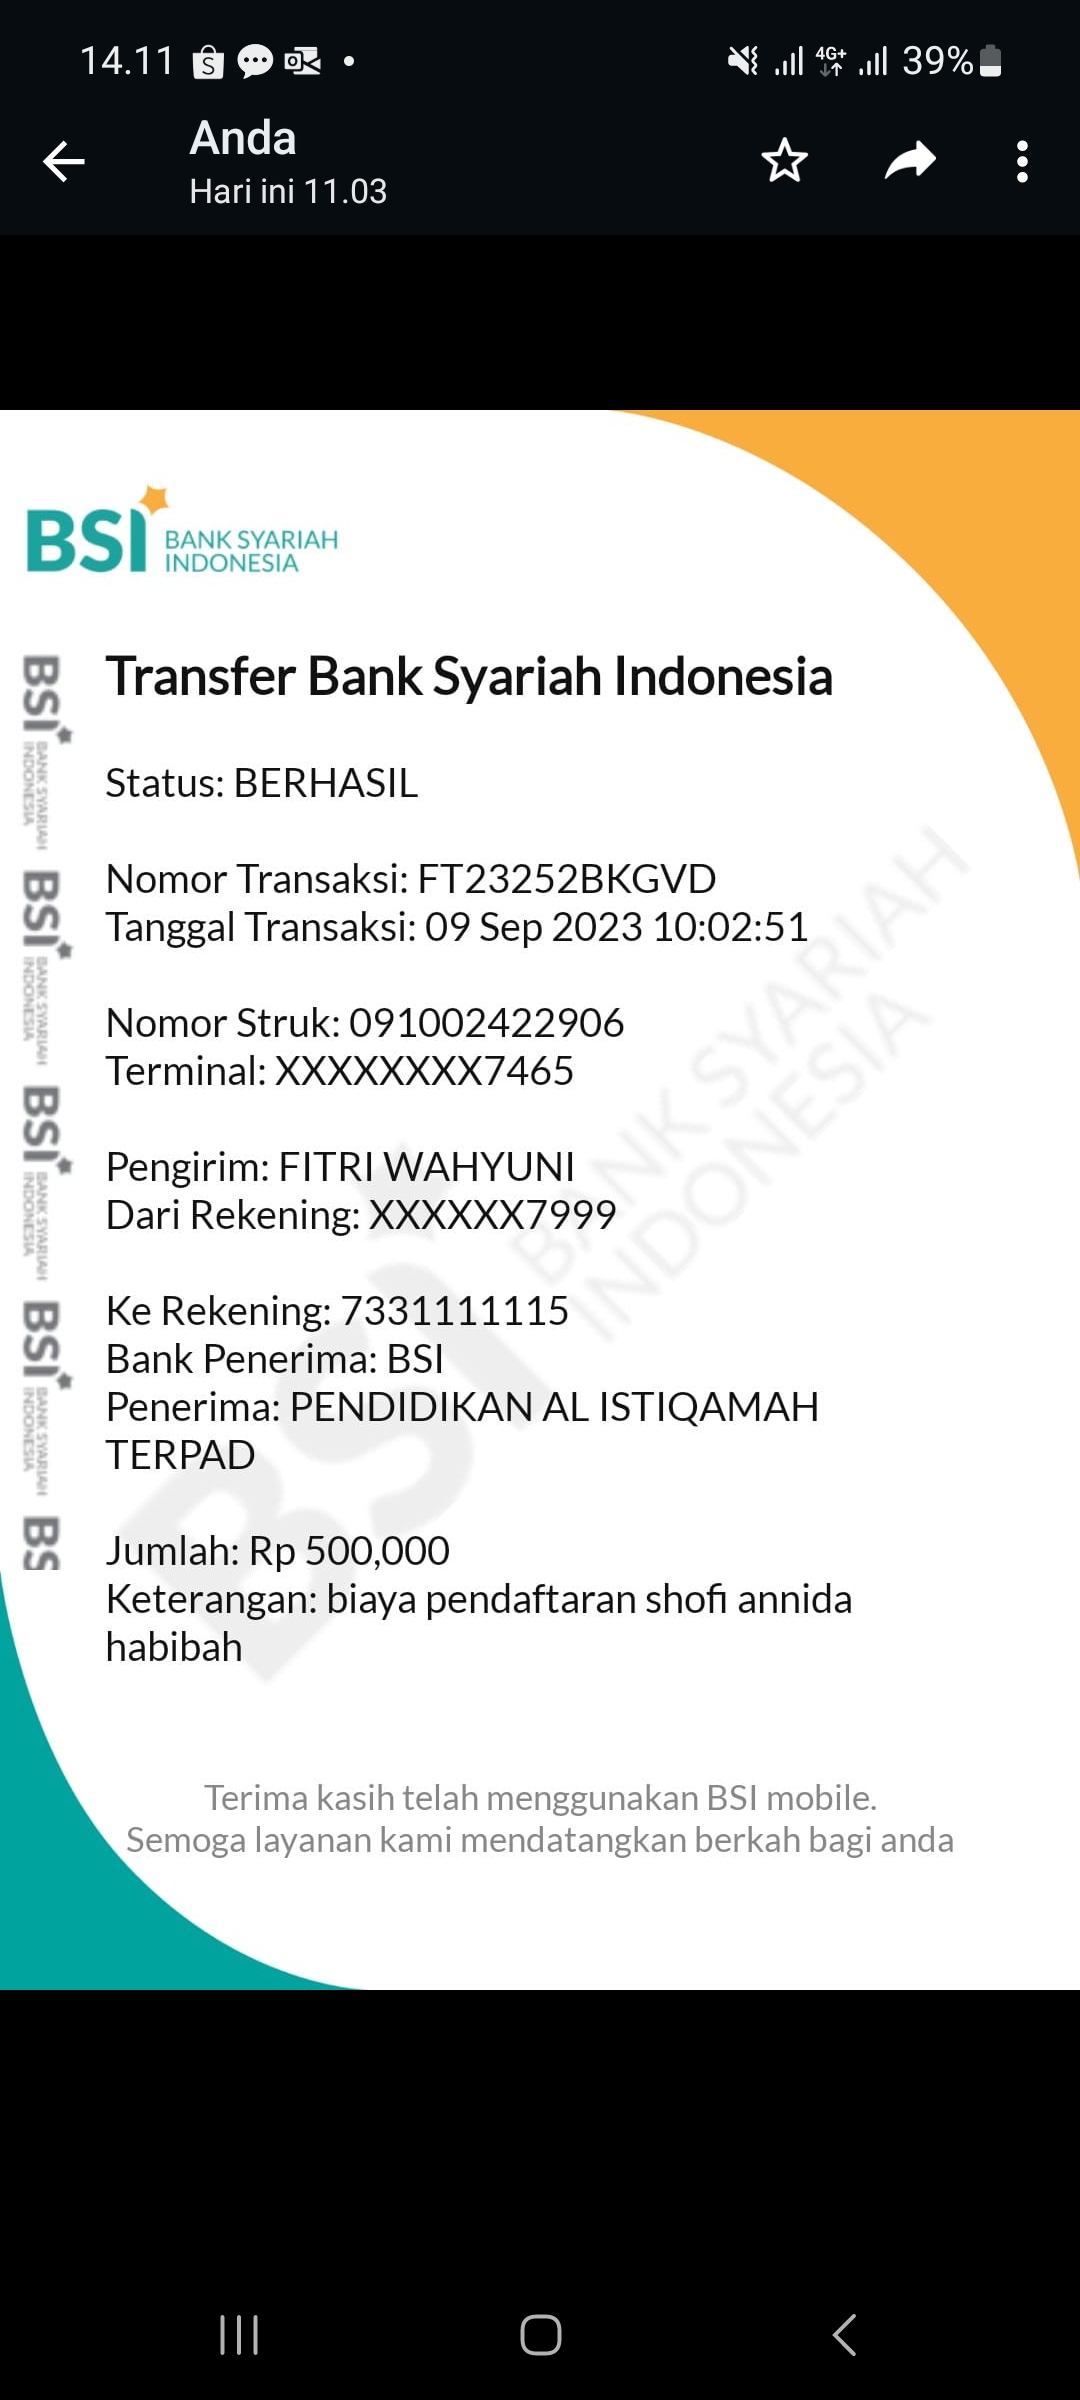 14.11 4G+ 39%
Anda
Hari ini 11.03
BSI BANK SYARIAH
INDONESIA
Transfer Bank Syariah Indonesia
Status: BERHASIL
Nomor Transaksi: FT23252BKGVD
Tanggal Transaksi: 09 Sep 2023 10:02:51
Nomor Struk: 091002422906
Terminal: XXXXXXXX7465
Pengirim: FITRI WAHYUNI
Dari Rekening: XXXXXX7999
Ke Rekening: 7331111115
Bank Penerima: BSI
Penerima: PENDIDIKAN AL ISTIQAMAH
TERPAD
Jumlah: Rp 500,000
Keterangan: biaya pendaftaran shofi annida
habibah
Terima kasih telah menggunakan BSI mobile.
Semoga layanan kami mendatangkan berkah bagi anda
BSI BANK SYARIAH
INDONESIA
BSI BANK SYARIAH
INDONESIA
BSI BANK SYARIAH
INDONESIA
BSI BANK SYARIAH
INDONESIA
BS
BSI BANK SYARIAH
INDONESIA